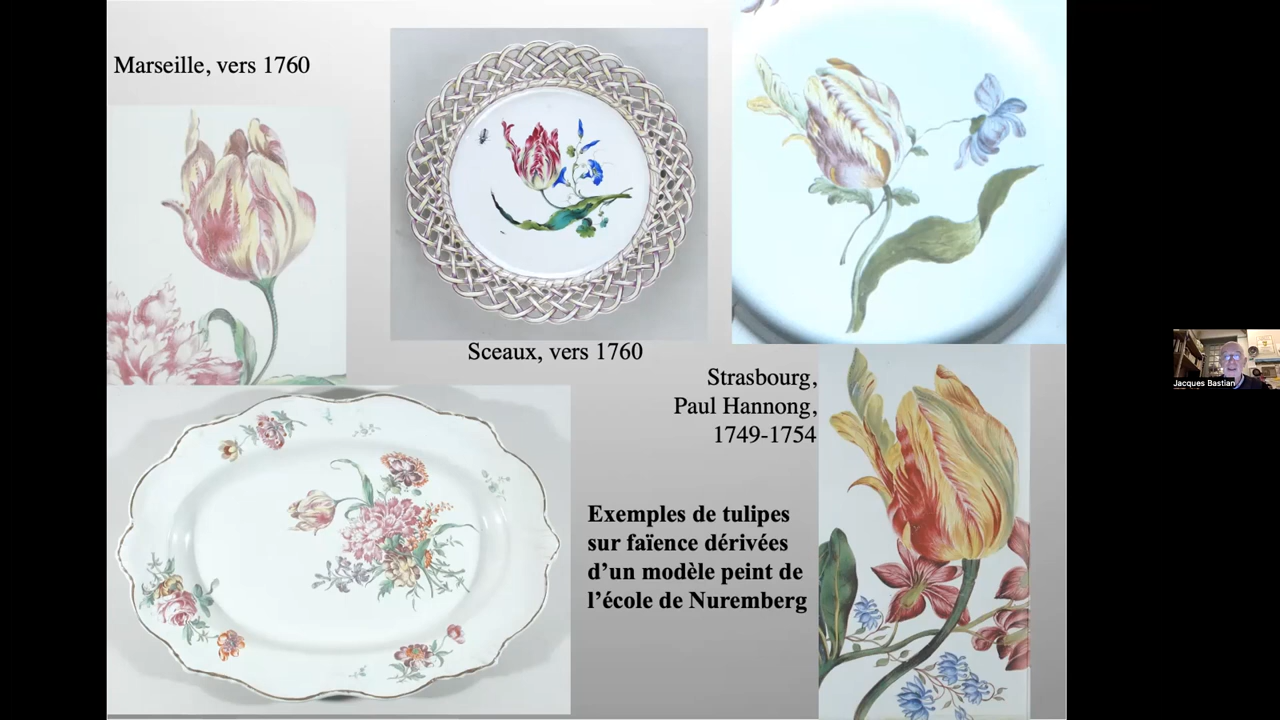 Marseille, vers 1760
Sceaux, vers 1760
Strasbourg,
Paul Hannong,
1749-1754
Exemples de tulipes
sur faïence dérivées
d’un modèle peint de
l’école de Nuremberg
Jacques Bastian